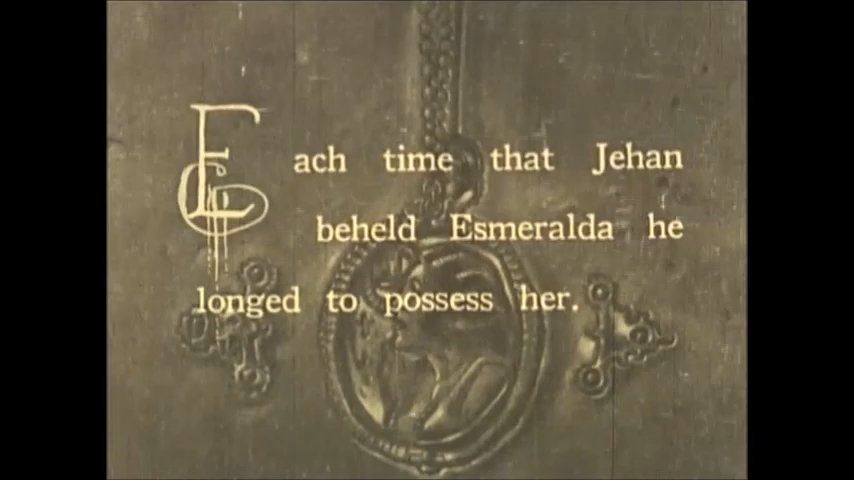 Each time that Jehan
beheld Esmeralda he
longed to possess her.